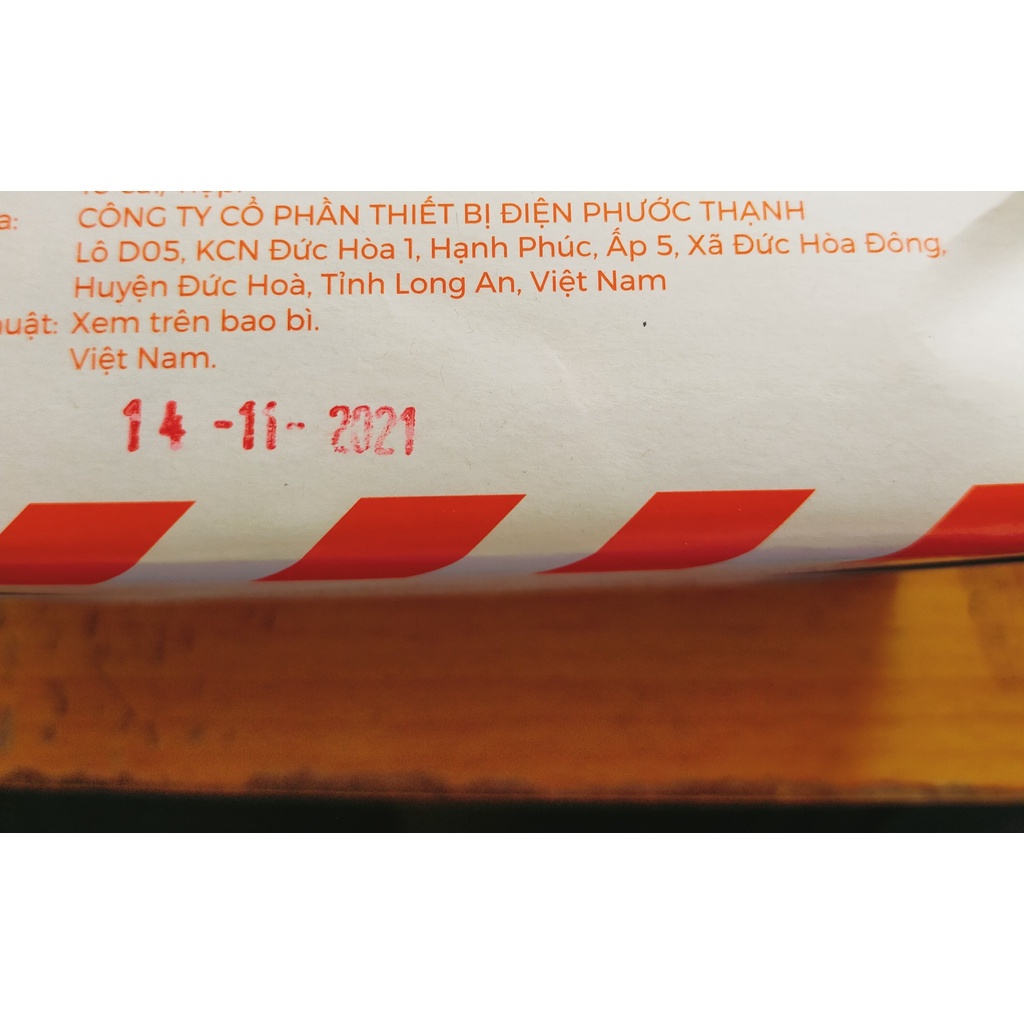 a: CÔNG TY CỔ PHẦN THIẾT BỊ ĐIỆN PHƯỚC THẠNH
Lô D05, KCN Đức Hòa 1, Hạnh Phúc, Ấp 5, Xã Đức Hòa Đông,
Huyện Đức Hoà, Tỉnh Long An, Việt Nam
uật: Xem trên bao bì.
Việt Nam.
14 -11- 2021